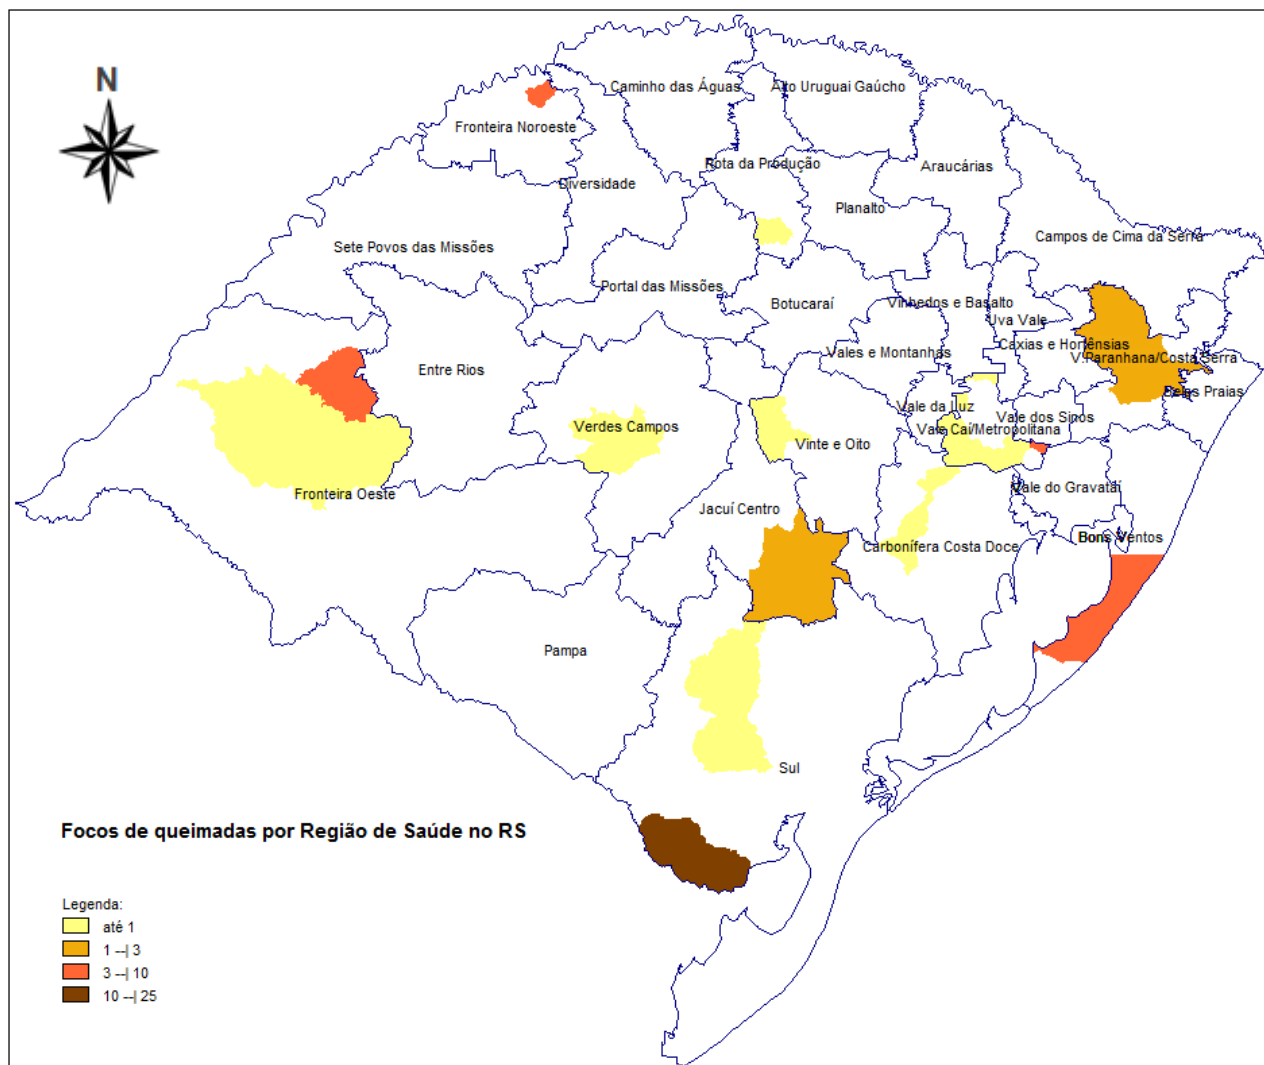 N
Caminho das Águas
Alto Uruguai Gaúcho
Fronteira Noroeste
Rota da Produção
Araucárias
Diversidade
Planalto
Sete Povos das Missões
Campos de Cima da Serra
Portal das Missões
Botucaraí
Vinhedos e Basalto
Uva Vale
Caxias e Hortênsias
Vales e Montanhas
V.Paranhana/Costa Serra
Entre Rios
Belas Praias
Vale da Luz
Vale dos Sinos
Verdes Campos
Vale Caí/Metropolitana
Vinte e Oito
Fronteira Oeste
Vale do Gravataí
Jacuí Centro
Bons Ventos
Carbonífera Costa Doce
Pampa
Sul
Focos de queimadas por Região de Saúde no RS
Legenda:
até 1
1 --| 3
3 --| 10
10 --| 25